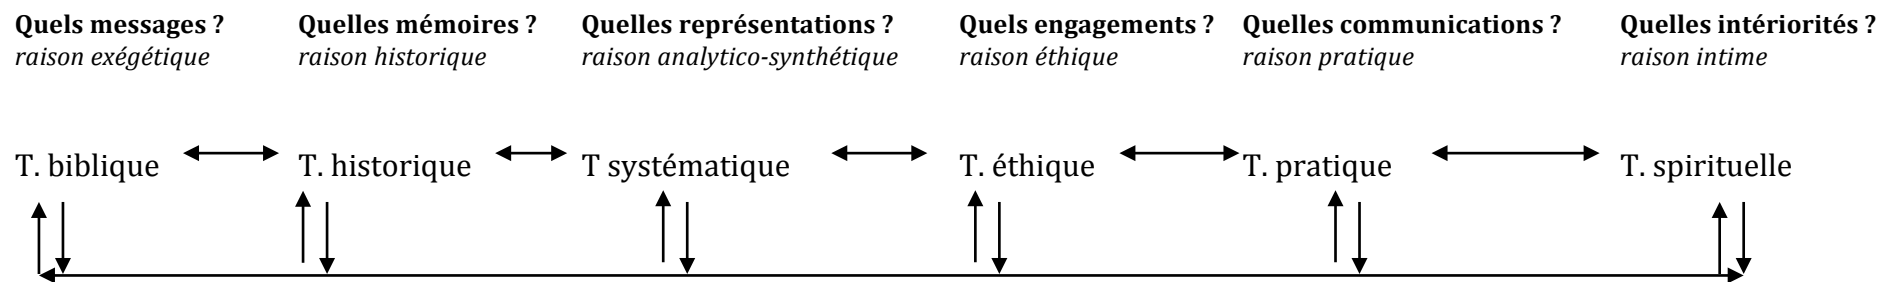 Quels messages ? Quelles mémoires ? Quelles représentations ? Quels engagements ? Quelles communications ? Quelles intériorités ?
raison exégétique raison historique raison analytico-synthétique raison éthique raison pratique raison intime
T. biblique T. historique T systématique T. éthique T. pratique T. spirituelle